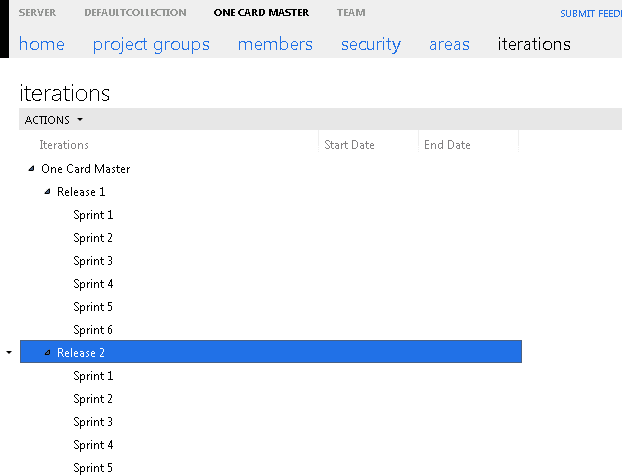 SERVER DEFAULTCOLLECTION ONE CARD MASTER TEAM SUBMIT FEED
home project groups members security areas iterations
iterations
ACTIONS
Iterations Start Date End Date
One Card Master
Release 1
Sprint 1
Sprint 2
Sprint 3
Sprint 4
Sprint 5
Sprint 6
Release 2
Sprint 1
Sprint 2
Sprint 3
Sprint 4
Sprint 5